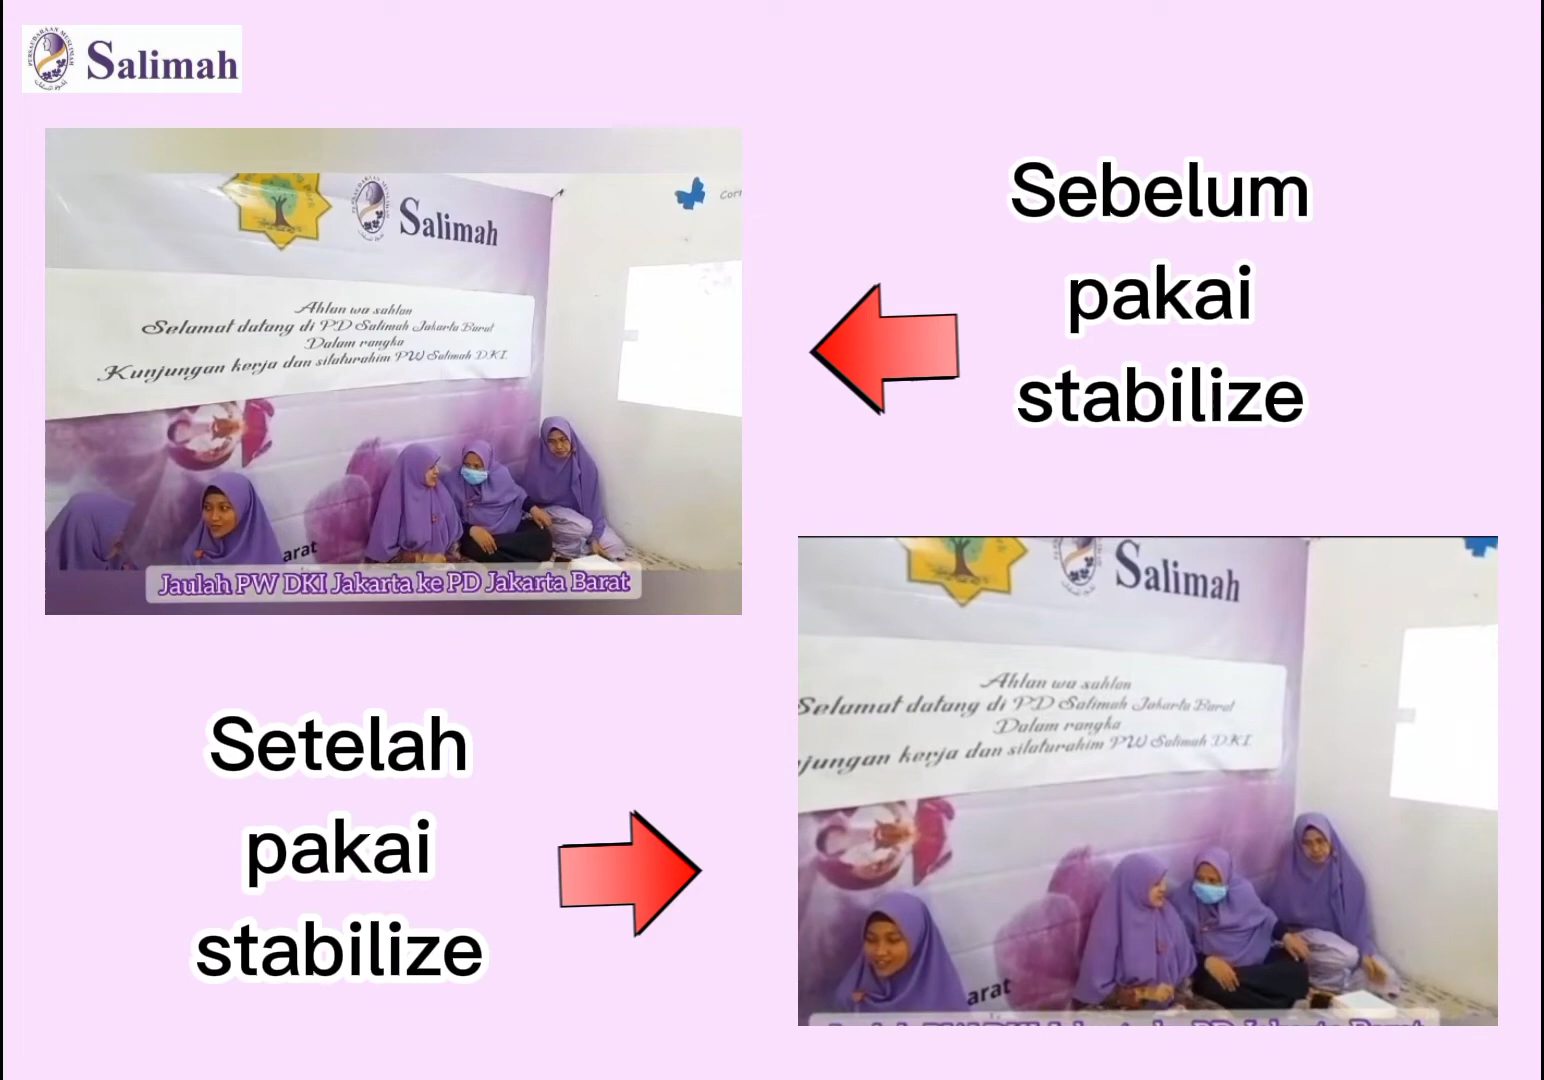 Salimah
Sebelum
pakai
stabilize
Salimah
Corn
Ahlan wa sahlan
Selamat datang di PD Salimah Jakarta Barat
Dalam rangka
Kunjungan kerja dan silaturahim PW Salimah DKI
arat
Jaulah PW DKI Jakarta ke PD Jakarta Barat
Setelah
pakai
stabilize
Salimah
Ahlan wa sahlan
Selamat datang di PD Salimah Jakarta Barat
Dalam rangka
jungan kerja dan silaturahim PW Salimah DKI
arat